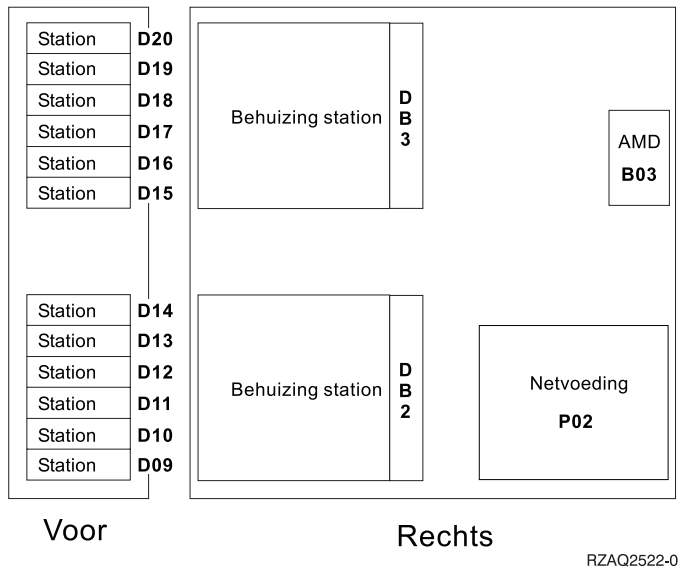 Station D20
Station D19
Station D18
Station D17
Station D16
Station D15
Station D14
Station D13
Station D12
Station D11
Station D10
Station D09
Voor
Behuizing station
D
B
3
AMD
B03
Behuizing station
D
B
2
Netvoeding
P02
Rechts
RZAQ2522-0